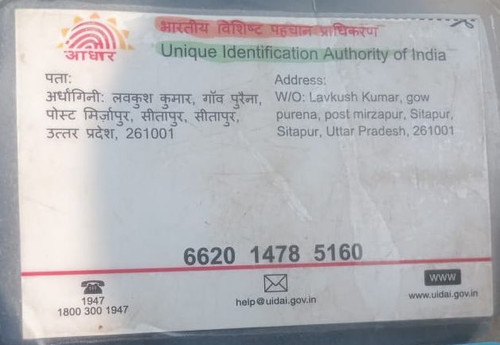 भारतीय विशिष्ट पहचान प्राधिकरण
आधार
Unique Identification Authority of India
पता:
अर्धांगिनी: लवकुश कुमार, गॉव पुरैना,
पोस्ट मिर्ज़ापुर, सीतापुर, सीतापुर,
उत्तर प्रदेश, 261001
Address:
W/O: Lavkush Kumar, gow
purena, post mirzapur, Sitapur,
Sitapur, Uttar Pradesh, 261001
6620 1478 5160
1947
1800 300 1947
help@uidai.gov.in
www
www.uidai.gov.in